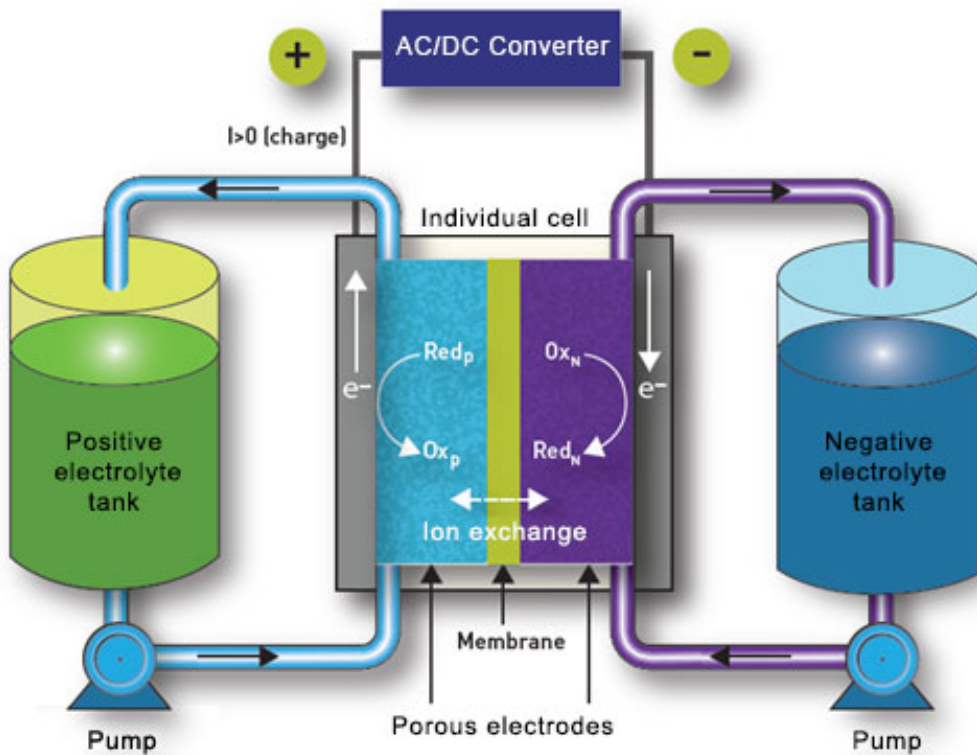 AC/DC Converter
+
-
I>0 (charge)
Individual cell
Red_P
Ox_N
e⁻
e⁻
Ox_P
Red_N
Positive
electrolyte
tank
Negative
electrolyte
tank
Ion exchange
Membrane
Porous electrodes
Pump
Pump